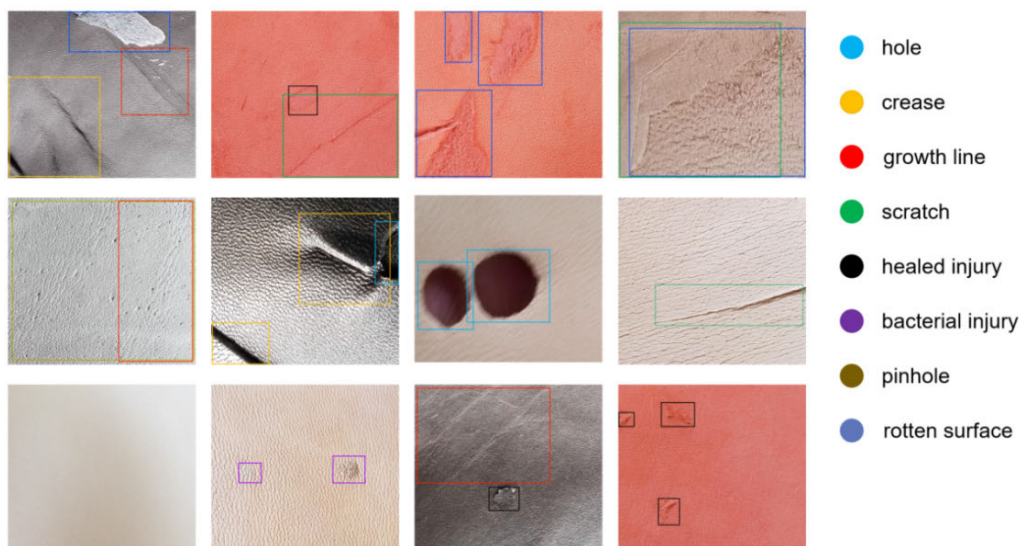 hole
crease
growth line
scratch
healed injury
bacterial injury
pinhole
rotten surface